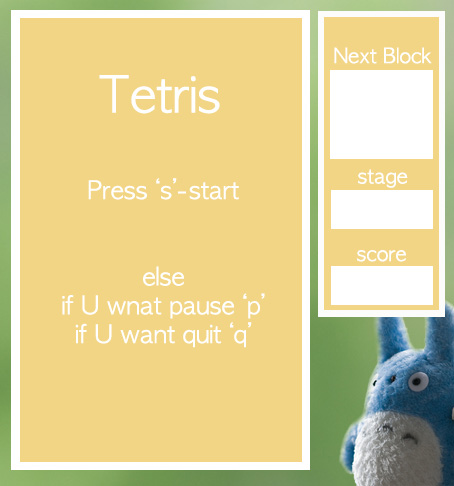 Tetris
Press ‘s’-start
else
if U wnat pause ‘p’
if U want quit ‘q’
Next Block
stage
score